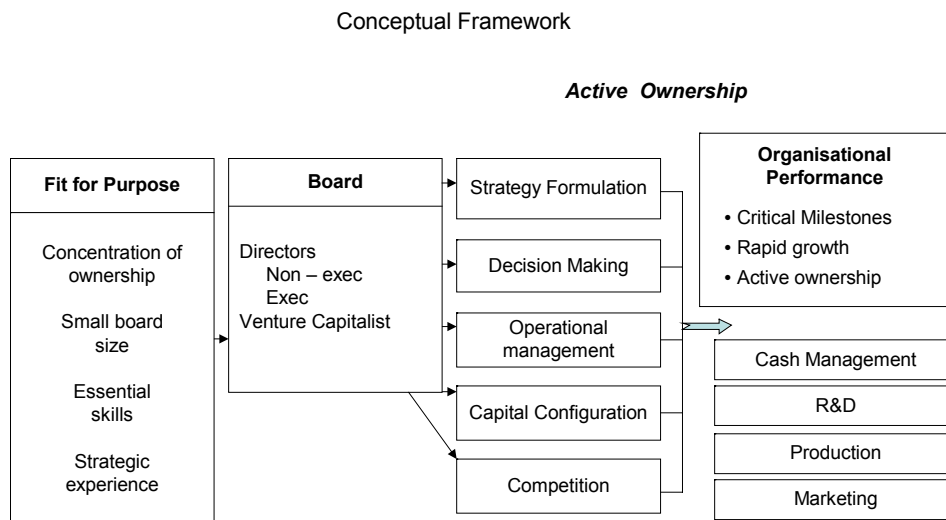 Conceptual Framework
Active Ownership
Fit for Purpose
Concentration of
ownership
Small board
size
Essential
skills
Strategic
experience
Board
Directors
Non – exec
Exec
Venture Capitalist
Strategy Formulation
Decision Making
Operational
management
Capital Configuration
Competition
Organisational
Performance
• Critical Milestones
• Rapid growth
• Active ownership
Cash Management
R&D
Production
Marketing